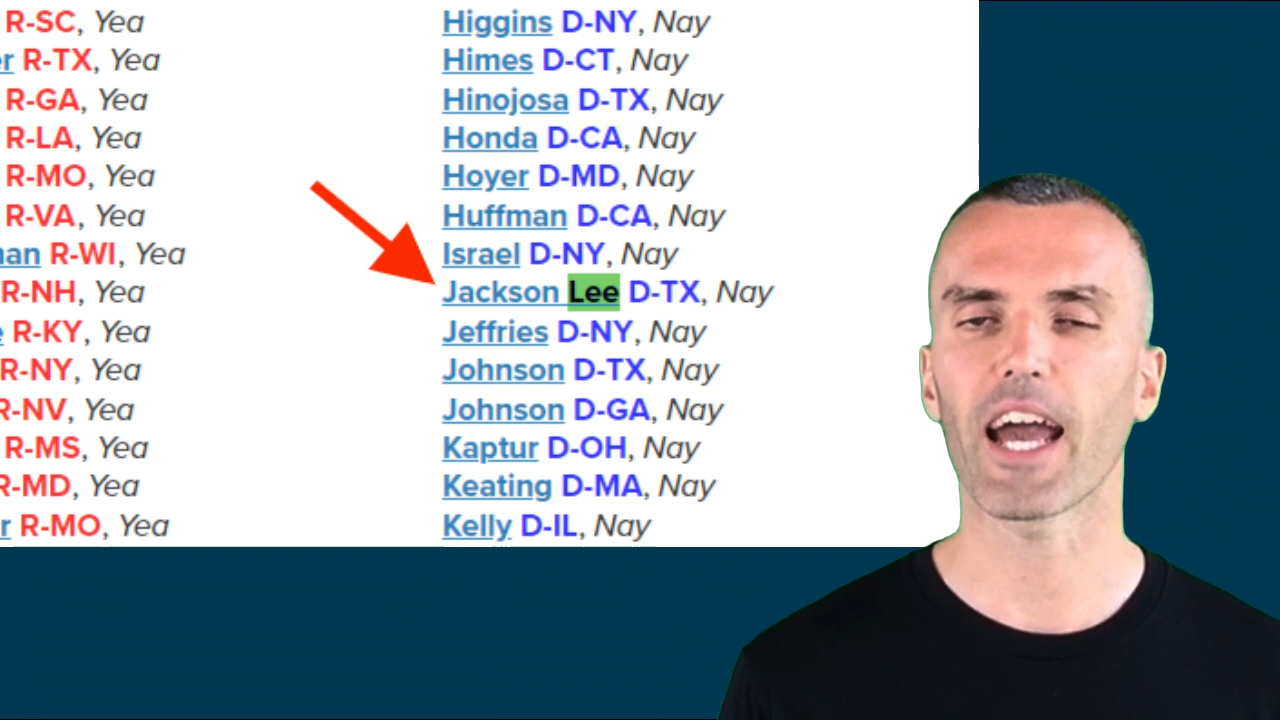 R-SC, Yea
er R-TX, Yea
R-GA, Yea
R-LA, Yea
R-MO, Yea
R-VA, Yea
nan R-WI, Yea
R-NH, Yea
e R-KY, Yea
R-NY, Yea
R-NV, Yea
R-MS, Yea
R-MD, Yea
r R-MO, Yea
Higgins D-NY, Nay
Himes D-CT, Nay
Hinojosa D-TX, Nay
Honda D-CA, Nay
Hoyer D-MD, Nay
Huffman D-CA, Nay
Israel D-NY, Nay
Jackson Lee D-TX, Nay
Jeffries D-NY, Nay
Johnson D-TX, Nay
Johnson D-GA, Nay
Kaptur D-OH, Nay
Keating D-MA, Nay
Kelly D-IL, Nay